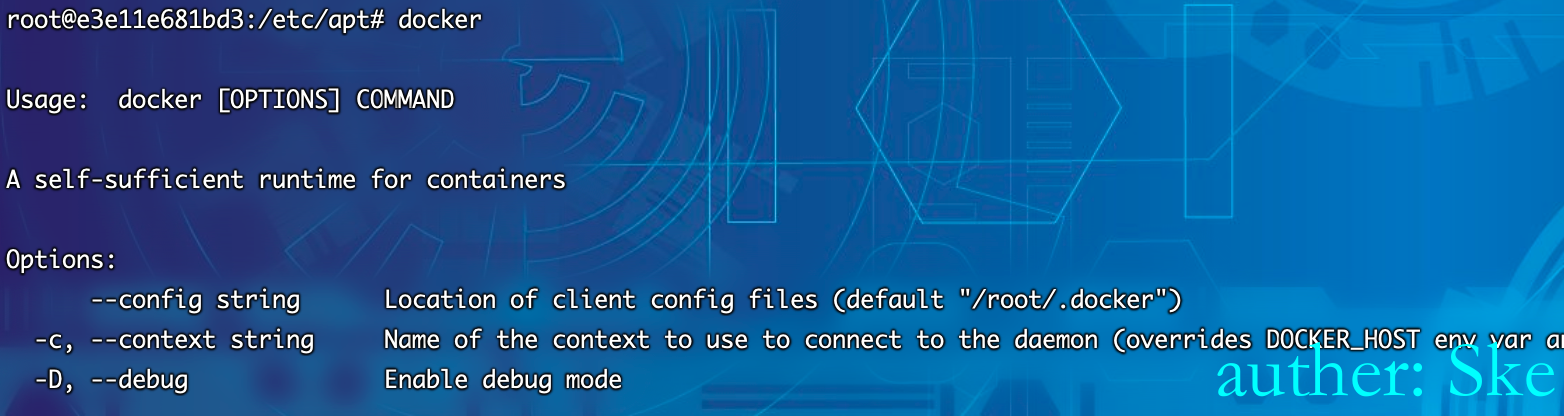 root@e3e11e681bd3:/etc/apt# docker
Usage:  docker [OPTIONS] COMMAND
A self-sufficient runtime for containers
Options:
      --config string      Location of client config files (default "/root/.docker")
  -c, --context string     Name of the context to use to connect to the daemon (overrides DOCKER_HOST env var
  -D, --debug              Enable debug mode
auther: Ske